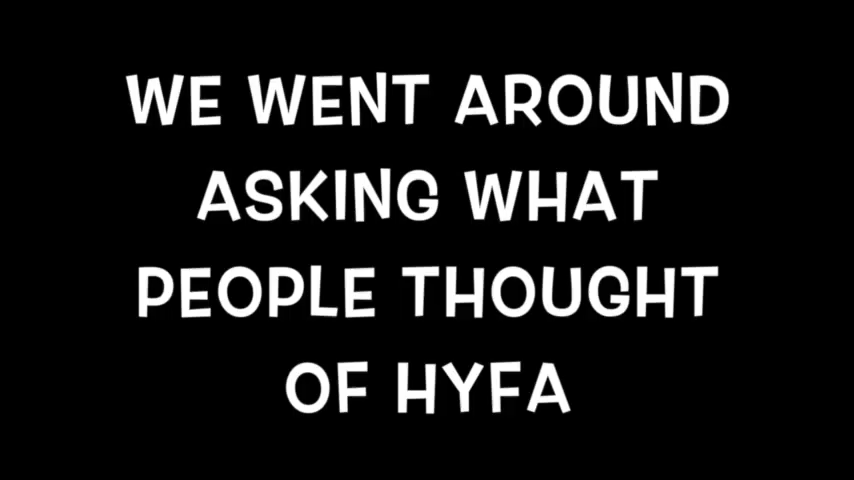 WE WENT AROUND
ASKING WHAT
PEOPLE THOUGHT
OF HYFA